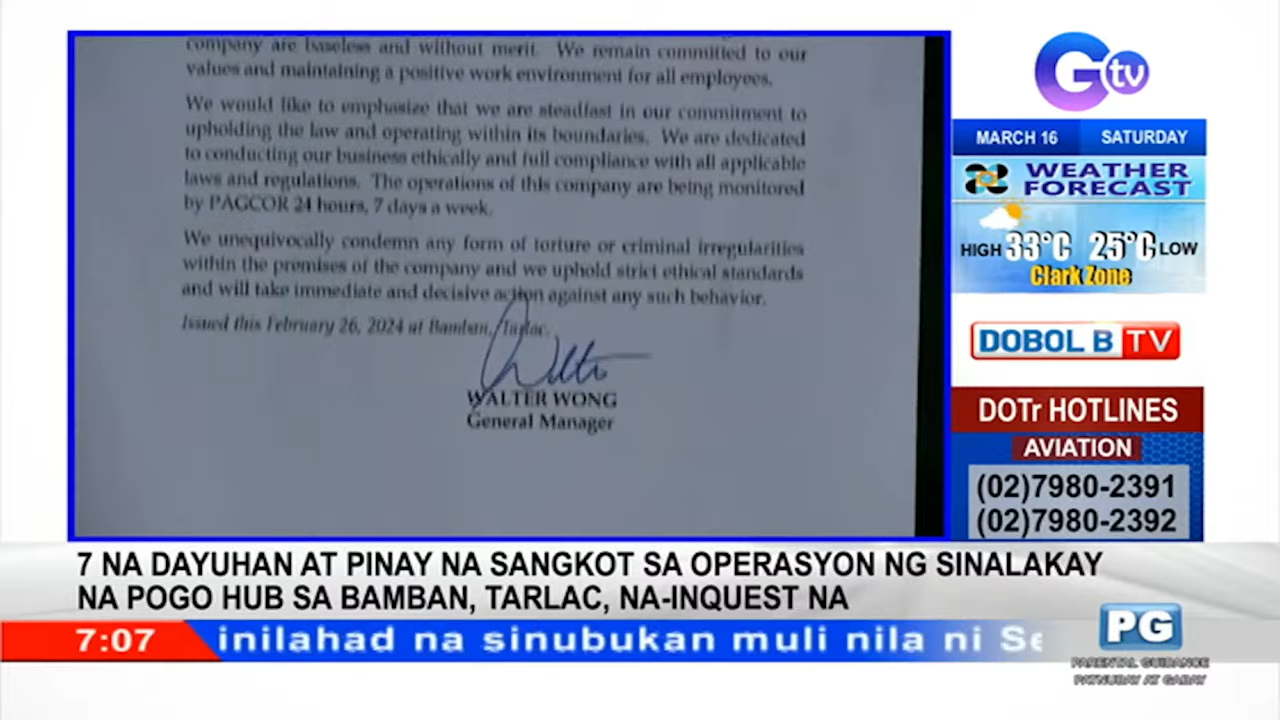 company are baseless and without merit. We remain committed to our
values and maintaining a positive work environment for all employees.
We would like to emphasize that we are steadfast in our commitment to
upholding the law and operating within its boundaries. We are dedicated
to conducting our business ethically and full compliance with all applicable
laws and regulations. The operations of this company are being monitored
by PAGCOR 24 hours, 7 days a week.
We unequivocally condemn any form of torture or criminal irregularities
within the premises of the company and we uphold strict ethical standards
and will take immediate and decisive action against any such behavior.
Issued this February 26, 2024 at Bamban, Tarlac.
WALTER WONG
General Manager
Gtv
MARCH 16 SATURDAY
WEATHER
FORECAST
HIGH 33°C 25°C LOW
Clark Zone
DOBOL B TV
DOTr HOTLINES
AVIATION
(02)7980-2391
(02)7980-2392
7 NA DAYUHAN AT PINAY NA SANGKOT SA OPERASYON NG SINALAKAY
NA POGO HUB SA BAMBAN, TARLAC, NA-INQUEST NA
7:07 inilahad na sinubukan muli nila ni Se
PG
PARENTAL GUIDANCE
PATNUBAY AT GABAY